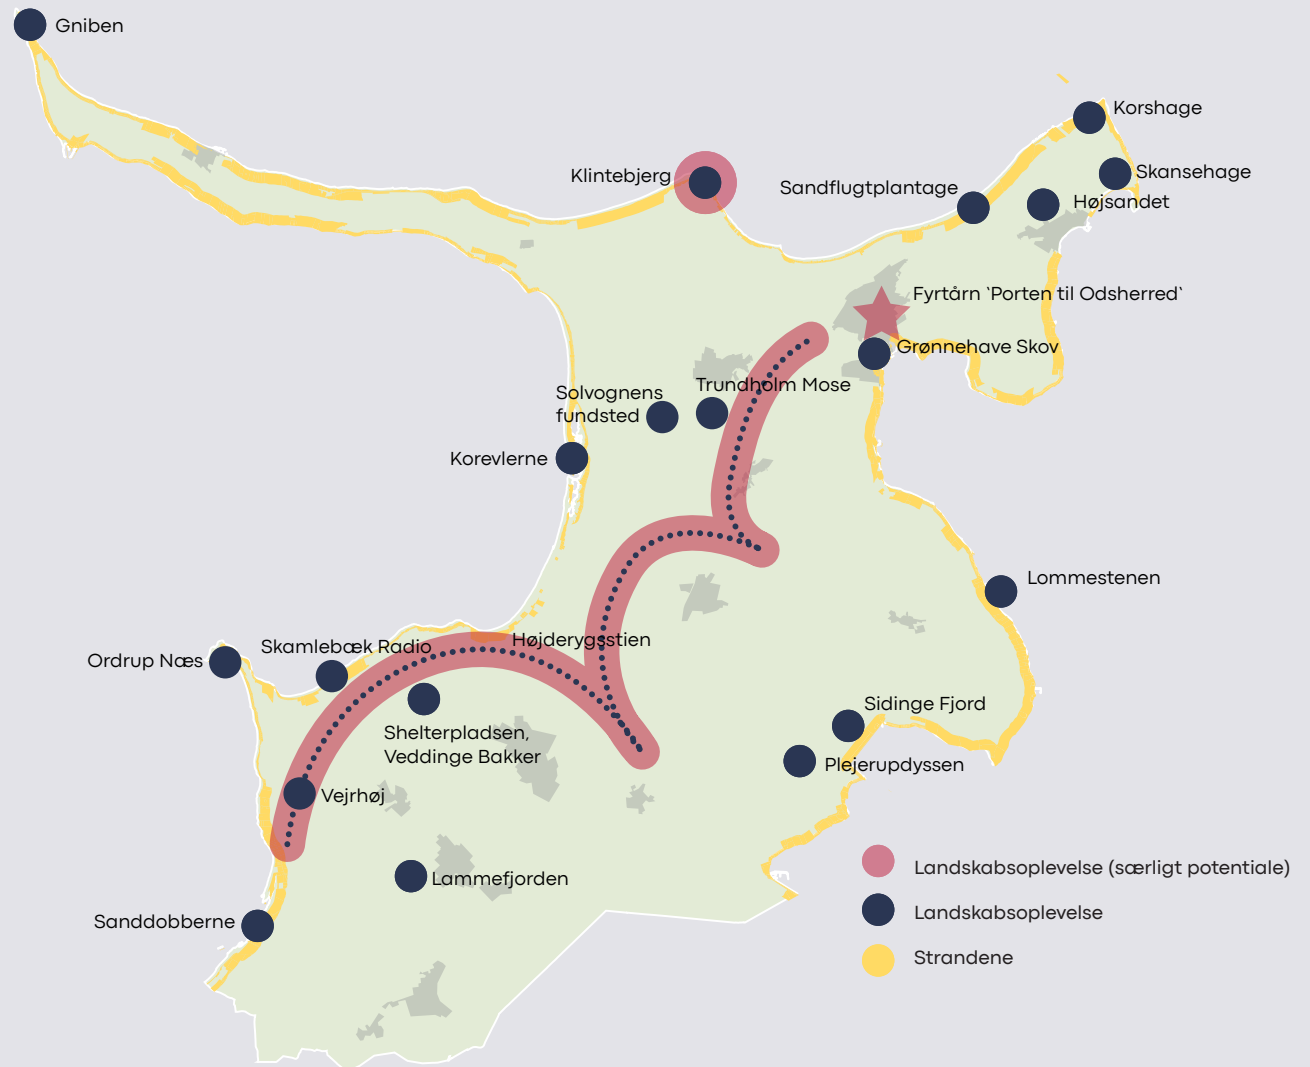 Gniben
Korshage
Skansehage
Klintebjerg
Sandflugtplantage
Højsandet
Fyrtårn ‵Porten til Odsherred‵
Grønnehave Skov
Trundholm Mose
Solvognens
fundsted
Korevlerne
Lommestenen
Højderygsstien
Skamlebæk Radio
Ordrup Næs
Sidinge Fjord
Shelterpladsen,
Veddinge Bakker
Plejerupdyssen
Vejrhøj
Lammefjorden
Sanddobberne
Landskabsoplevelse (særligt potentiale)
Landskabsoplevelse
Strandene